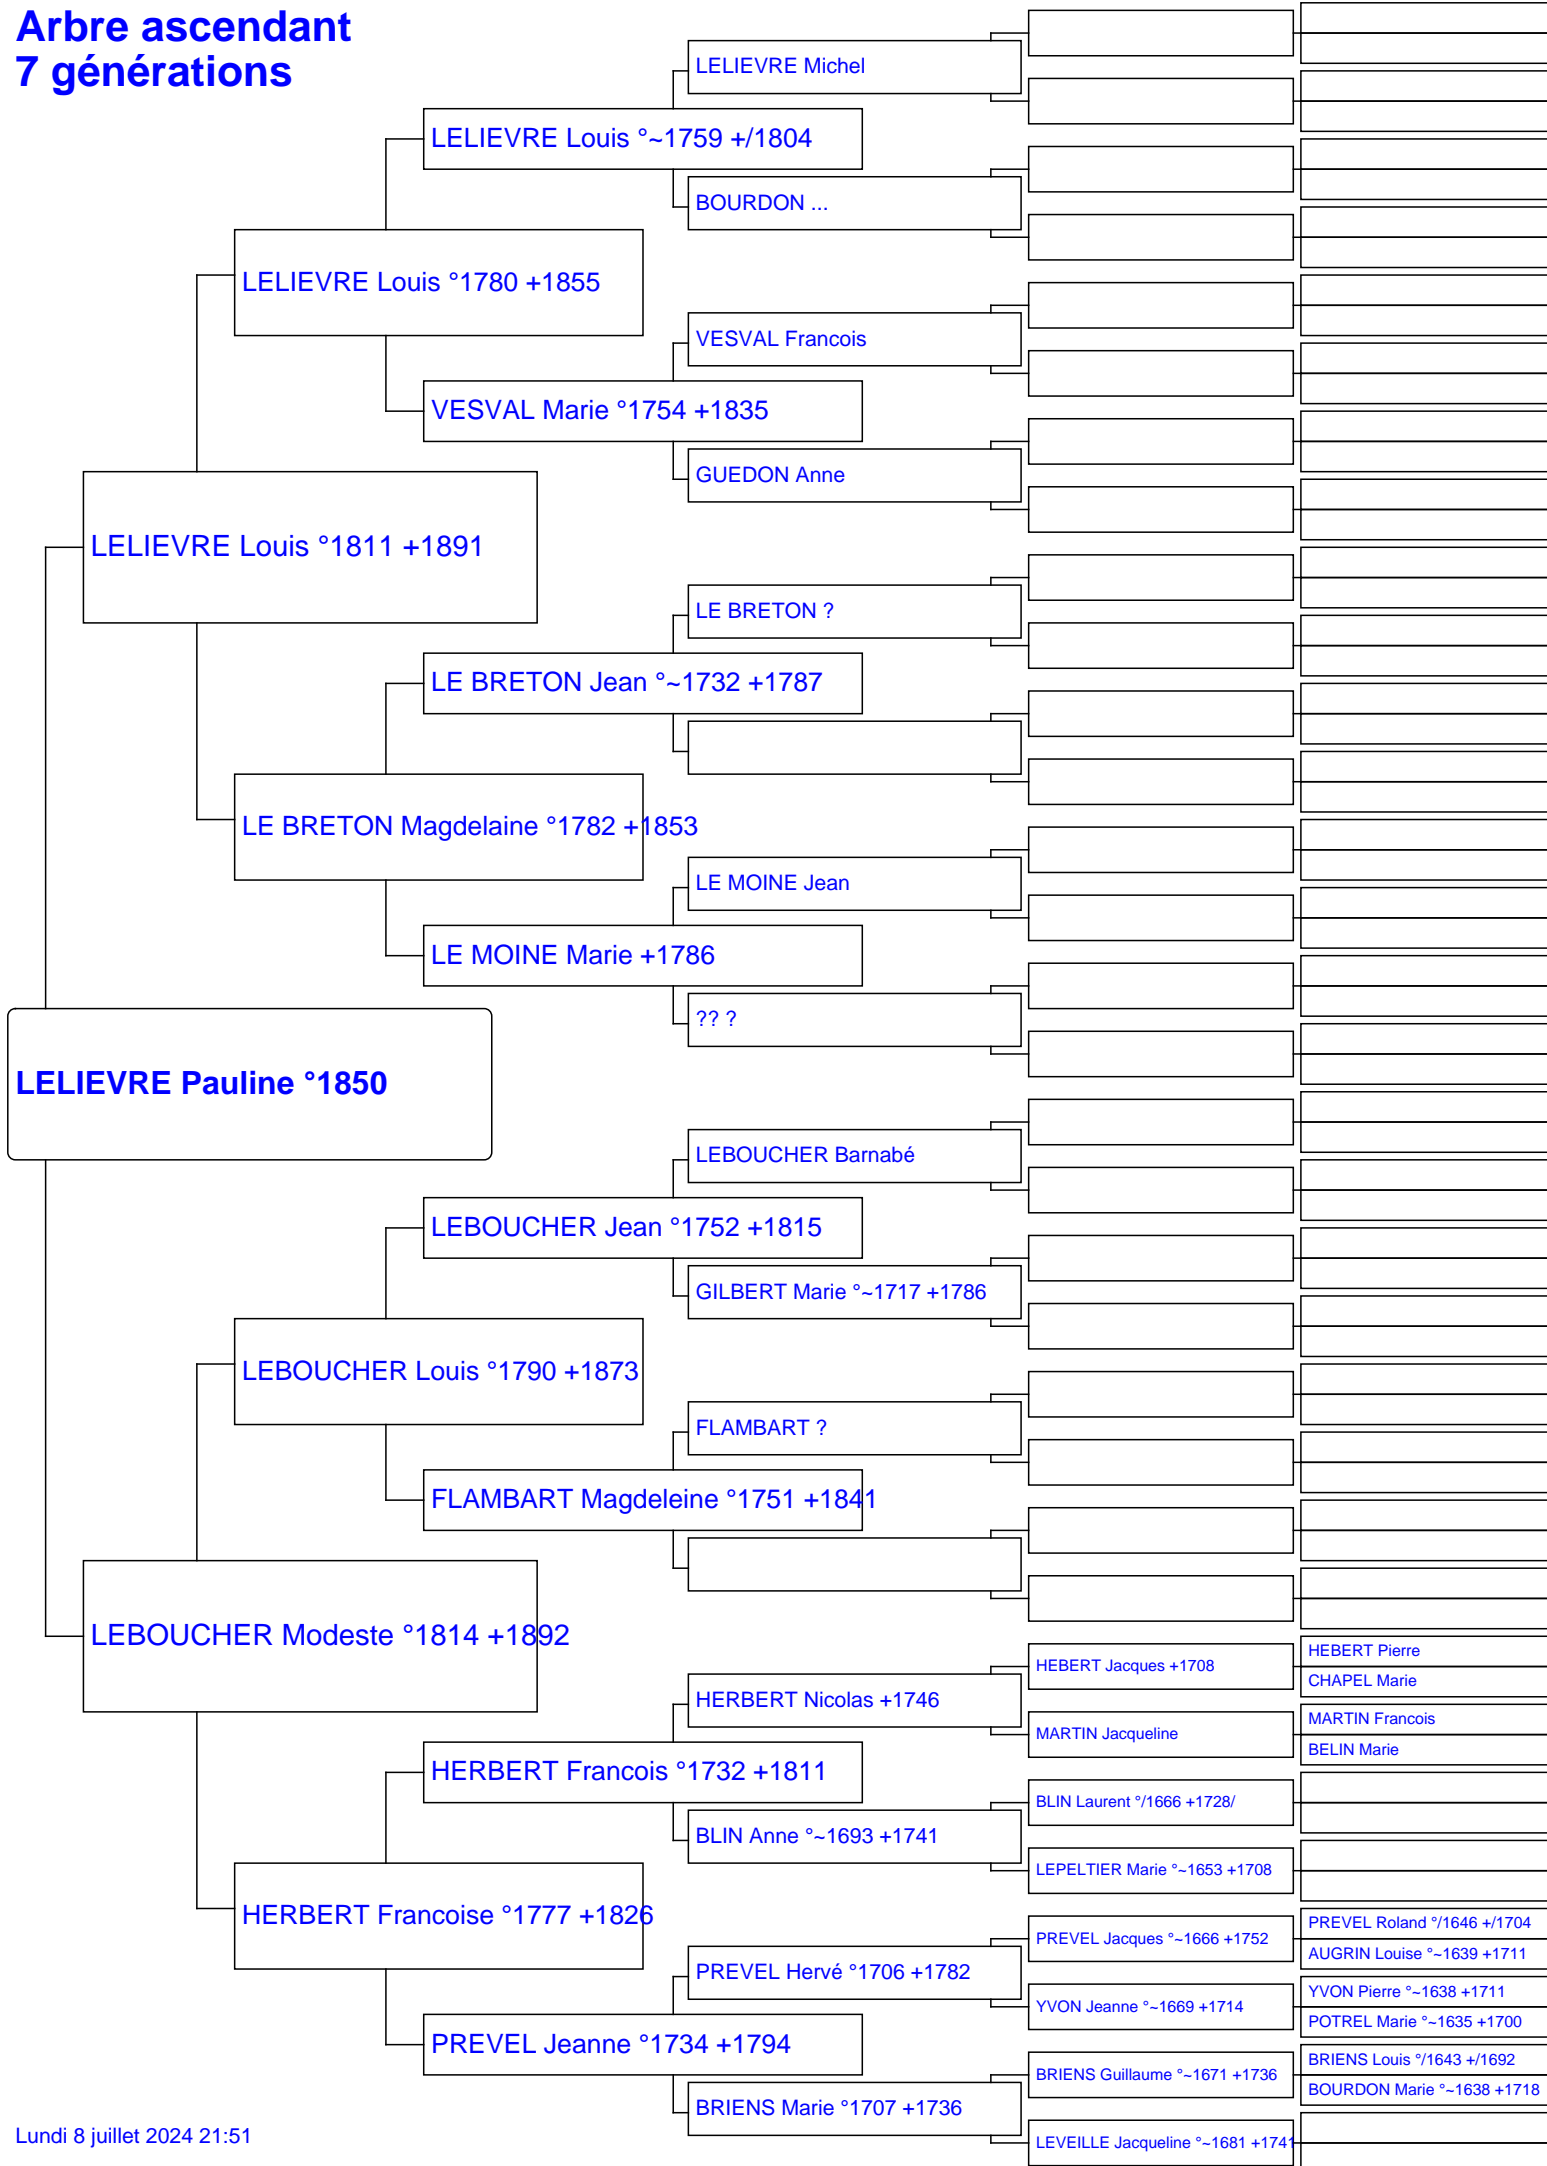 Arbre ascendant
7 générations
LELIEVRE Michel
LELIEVRE Louis °~1759 +/1804
BOURDON ...
LELIEVRE Louis °1780 +1855
VESVAL Francois
VESVAL Marie °1754 +1835
GUEDON Anne
LELIEVRE Louis °1811 +1891
LE BRETON ?
LE BRETON Jean °~1732 +1787
LE BRETON Magdelaine °1782 +1853
LE MOINE Jean
LE MOINE Marie +1786
?? ?
LELIEVRE Pauline °1850
LEBOUCHER Barnabé
LEBOUCHER Jean °1752 +1815
GILBERT Marie °~1717 +1786
LEBOUCHER Louis °1790 +1873
FLAMBART ?
FLAMBART Magdeleine °1751 +1841
LEBOUCHER Modeste °1814 +1892
HEBERT Pierre
HEBERT Jacques +1708
CHAPEL Marie
HERBERT Nicolas +1746
MARTIN Francois
MARTIN Jacqueline
BELIN Marie
HERBERT Francois °1732 +1811
BLIN Laurent °/1666 +1728/
BLIN Anne °~1693 +1741
LEPELTIER Marie °~1653 +1708
HERBERT Francoise °1777 +1826
PREVEL Roland °/1646 +/1704
PREVEL Jacques °~1666 +1752
AUGRIN Louise °~1639 +1711
PREVEL Hervé °1706 +1782
YVON Pierre °~1638 +1711
YVON Jeanne °~1669 +1714
POTREL Marie °~1635 +1700
PREVEL Jeanne °1734 +1794
BRIENS Louis °/1643 +/1692
BRIENS Guillaume °~1671 +1736
BOURDON Marie °~1638 +1718
BRIENS Marie °1707 +1736
LEVEILLE Jacqueline °~1681 +1741
Lundi 8 juillet 2024 21:51